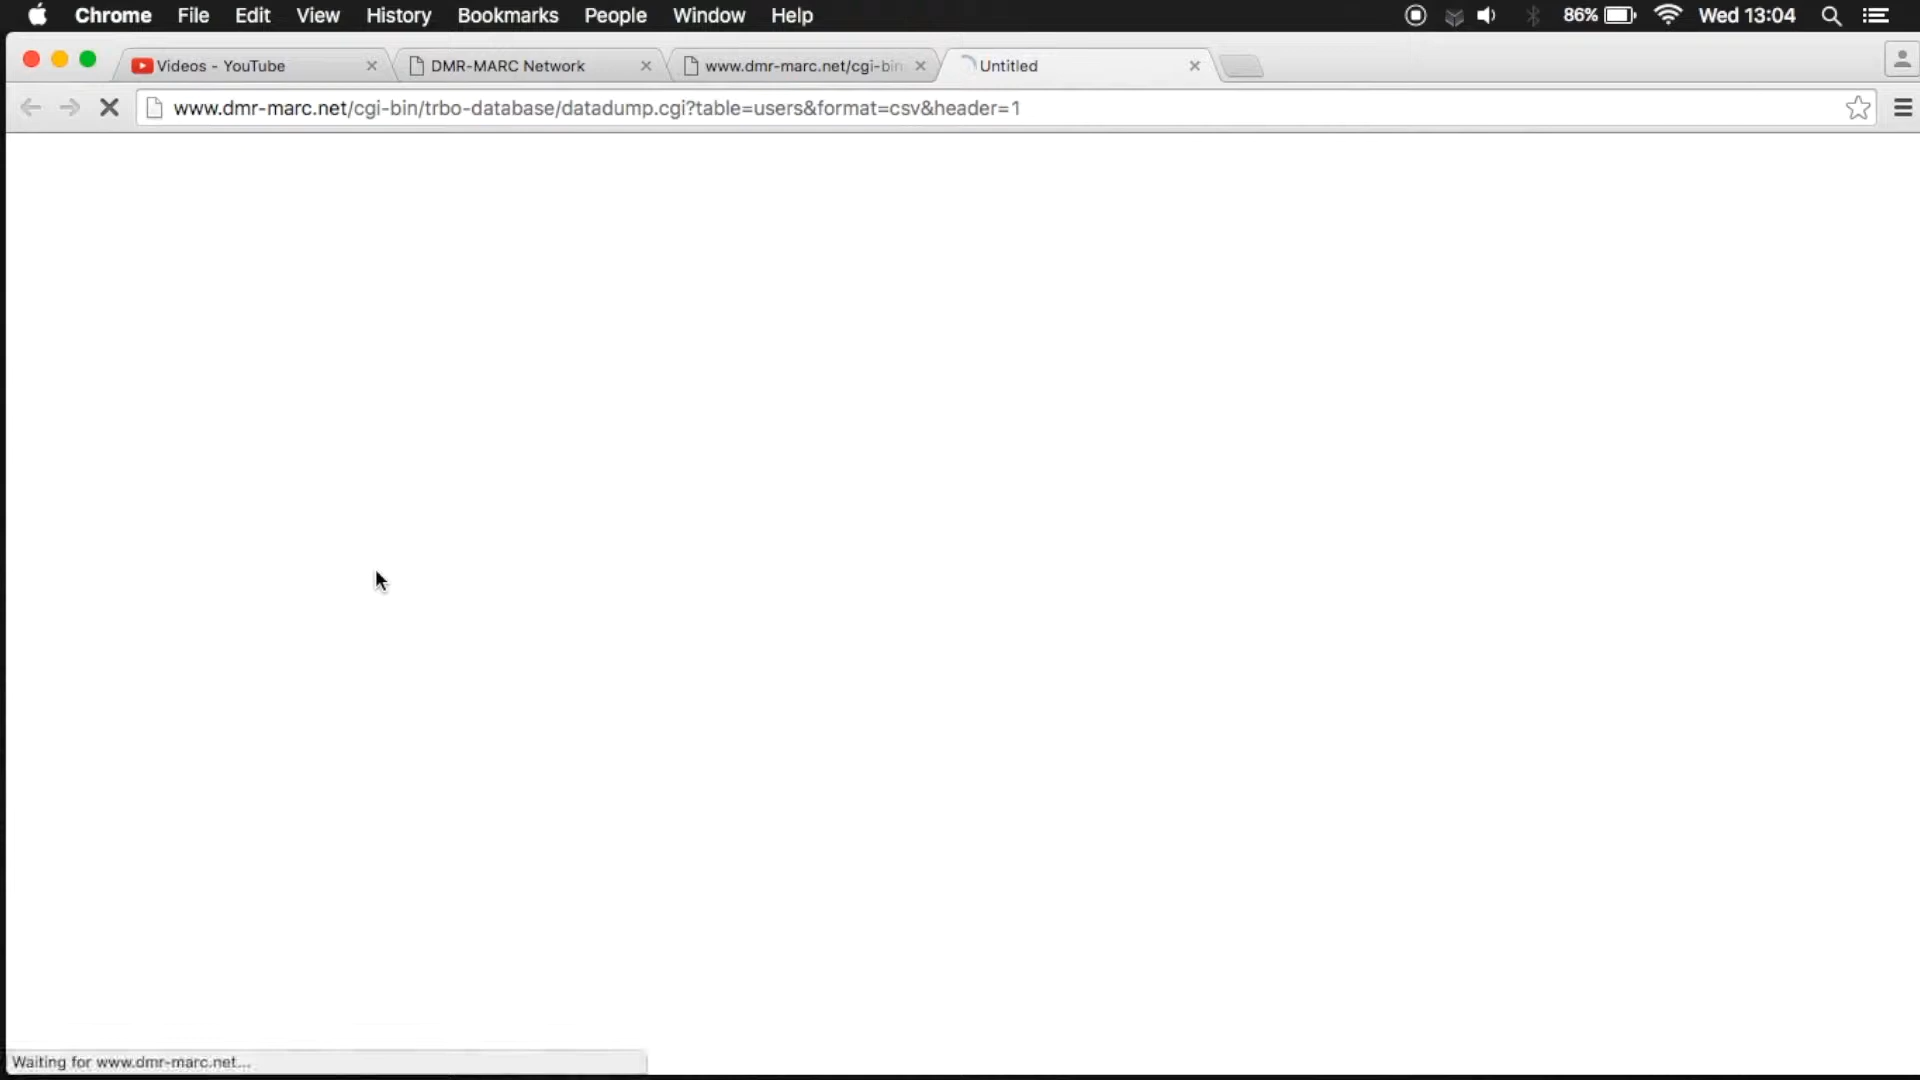 Chrome File Edit View History Bookmarks People Window Help 86% Wed 13:04
Videos - YouTube DMR-MARC Network www.dmr-marc.net/cgi-bin Untitled
www.dmr-marc.net/cgi-bin/trbo-database/datadump.cgi?table=users&format=csv&header=1
Waiting for www.dmr-marc.net...